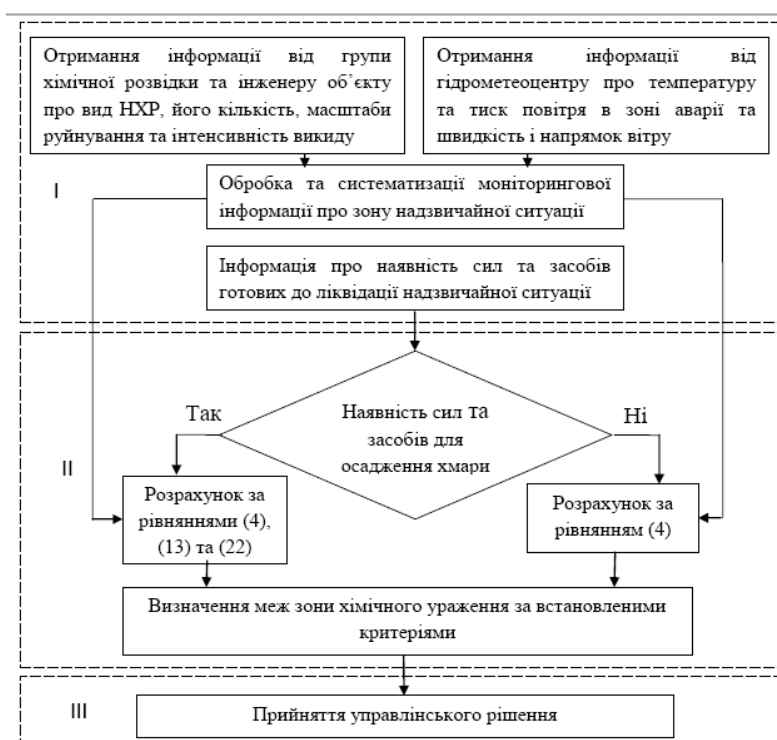 Отримання інформації від групи
хімічної розвідки та інженеру об’єкту
про вид НХР, його кількість, масштаби
руйнування та інтенсивність викиду
Отримання інформації від
гідрометеоцентру про температуру
та тиск повітря в зоні аварії та
швидкість і напрямок вітру
I
Обробка та систематизації моніторингової
інформації про зону надзвичайної ситуації
Інформація про наявність сил та засобів
готових до ліквідації надзвичайної ситуації
Так
Наявність сил та
засобів для
осадження хмари
Ні
II
Розрахунок за
рівняннями (4),
(13) та (22)
Розрахунок за
рівнянням (4)
Визначення меж зони хімічного ураження за встановленими
критеріями
III
Прийняття управлінського рішення